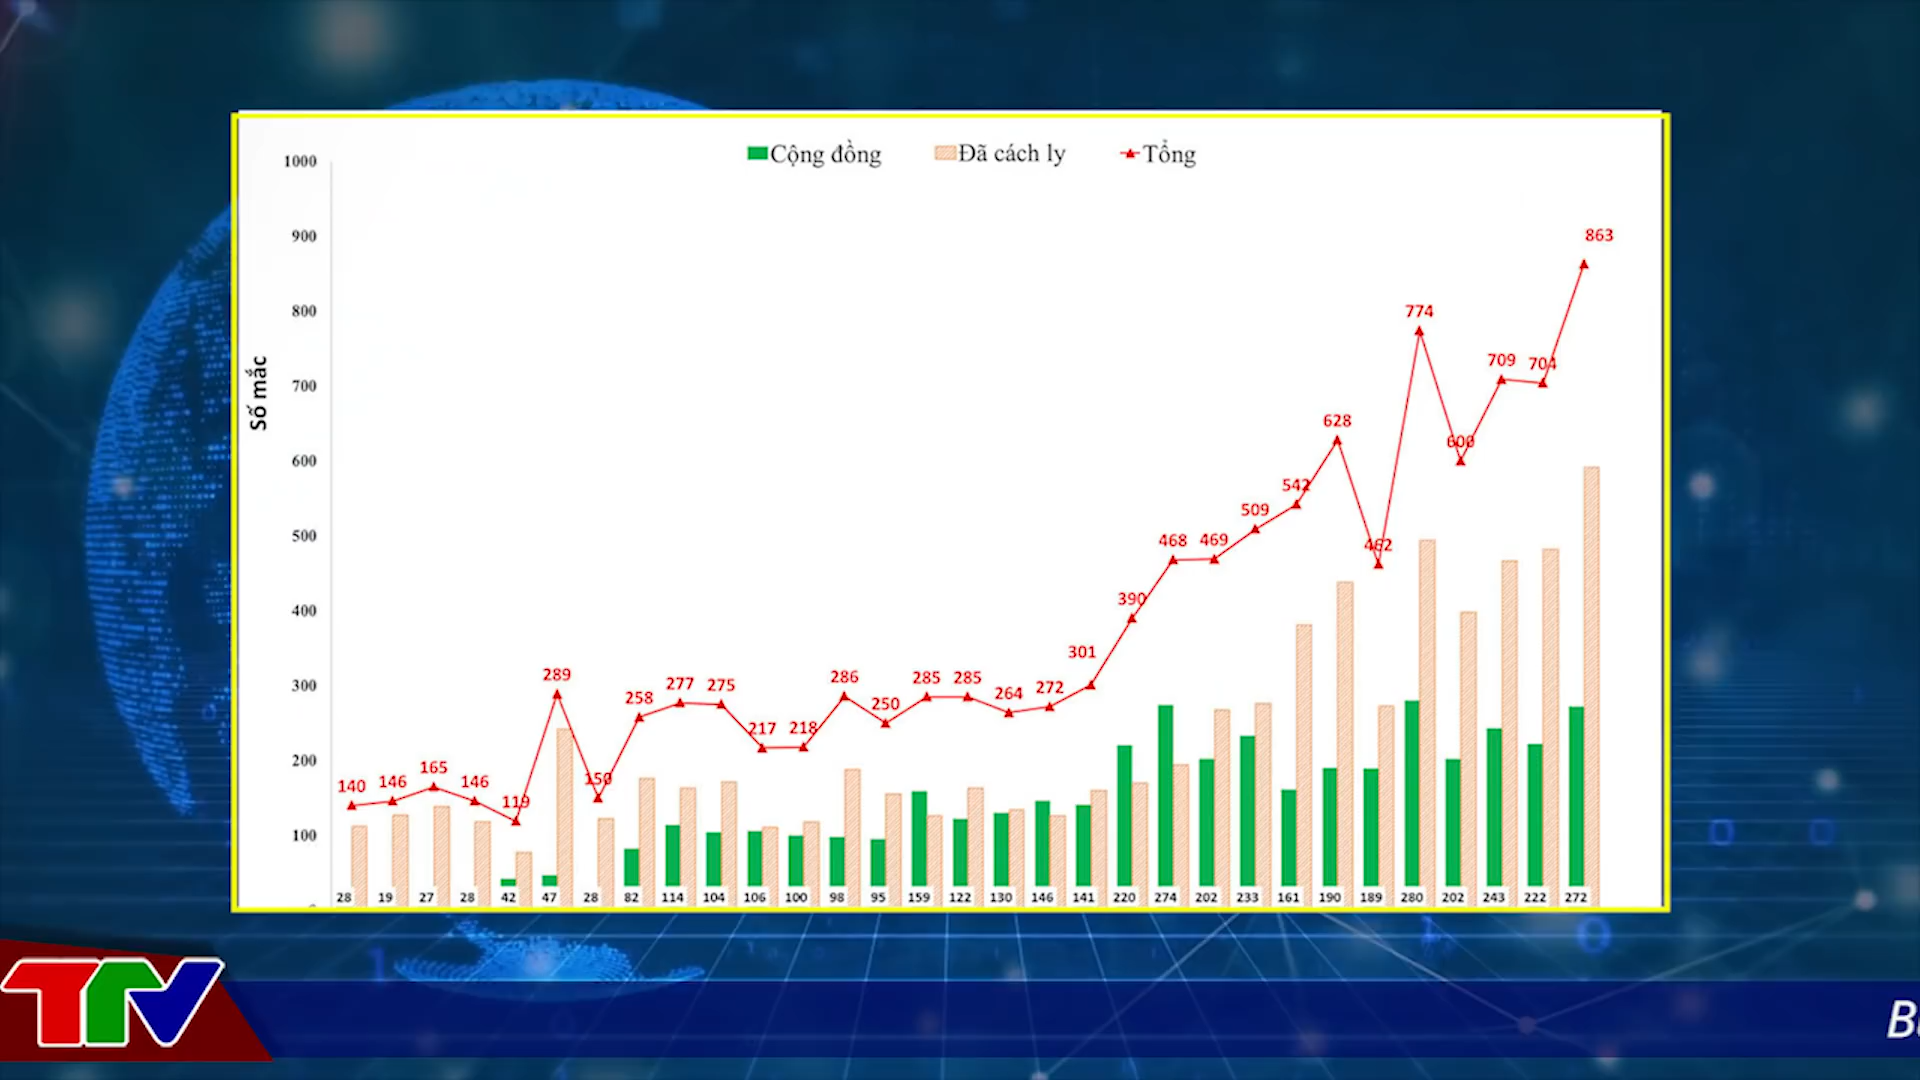 Cộng đồng Đã cách ly Tổng
1000
900
800
700
600
500
400
300
200
100
Số mắc
140 146 165 146 119 289 150 258 277 275 217 218 286 250 285 285 264 272 301 390 468 469 509 542 628 462 774 600 709 704 863
28 19 27 28 42 47 28 82 114 104 106 100 98 95 159 122 130 146 141 220 274 202 233 161 190 189 280 202 243 222 272
TTV